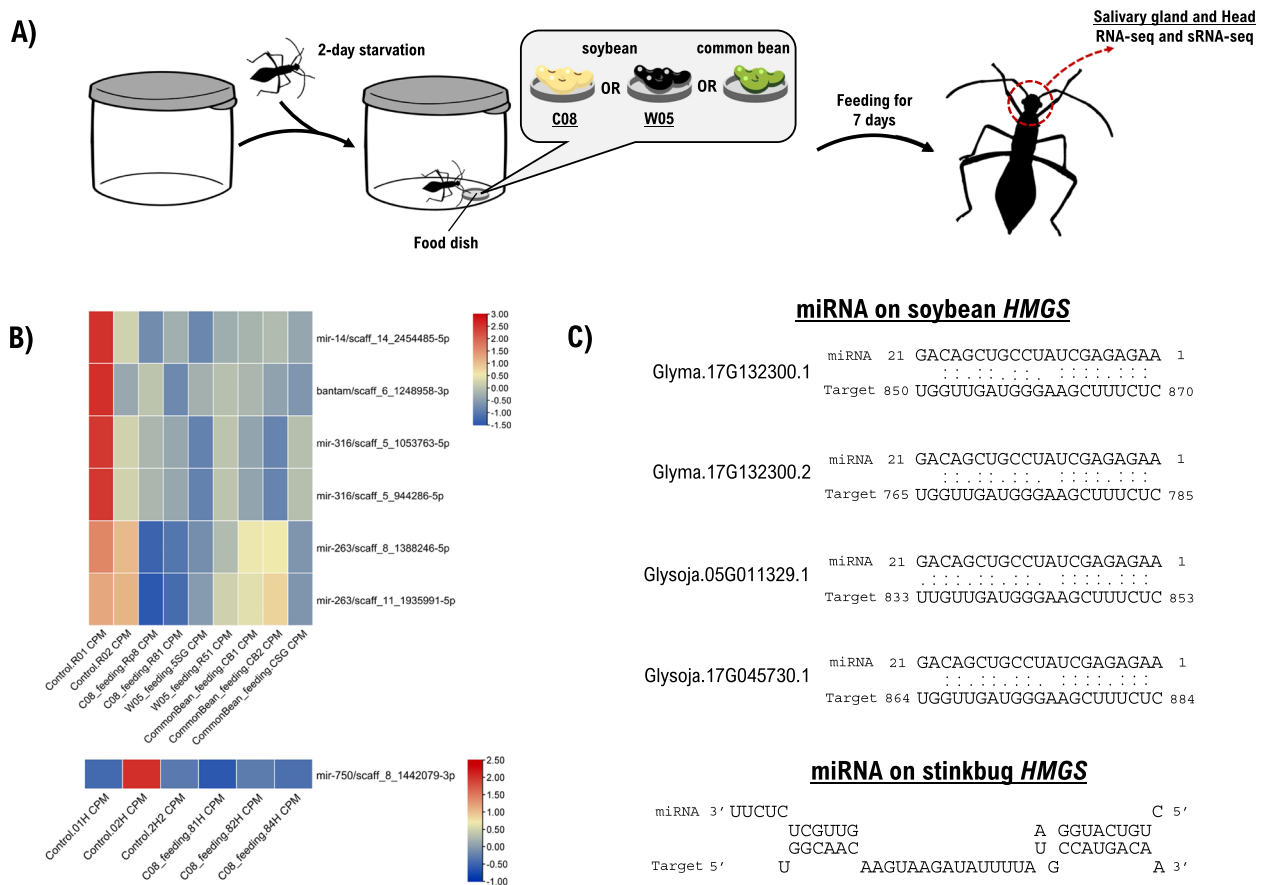 A)
2-day starvation
soybean common bean
OR OR
C08 W05
Food dish
Feeding for
7 days
Salivary gland and Head
RNA-seq and sRNA-seq
B)
mir-14/scaff_14_2454485-5p
bantam/scaff_6_1248958-3p
mir-316/scaff_5_1053763-5p
mir-316/scaff_5_944286-5p
mir-263/scaff_8_1388246-5p
mir-263/scaff_11_1935991-5p
3.00
2.50
2.00
1.50
1.00
0.50
0.00
-0.50
-1.00
-1.50
Control.R01 CPM
Control.R02 CPM
C08_feeding.Rp8 CPM
C08_feeding.R81 CPM
W05_feeding.5SG CPM
W05_feeding.R51 CPM
CommonBean_feeding.CB1 CPM
CommonBean_feeding.CB2 CPM
CommonBean_feeding.CSG CPM
mir-750/scaff_8_1442079-3p
2.50
2.00
1.50
1.00
0.50
0.00
-0.50
-1.00
Control.01H CPM
Control.02H CPM
Control.2H2 CPM
C08_feeding.81H CPM
C08_feeding.82H CPM
C08_feeding.84H CPM
C)
miRNA on soybean HMGS
Glyma.17G132300.1
miRNA 21 GACAGCUGCCUAUCGAGAGAA 1
Target 850 UGGUUGAUGGGAAGCUUUCUC 870
Glyma.17G132300.2
miRNA 21 GACAGCUGCCUAUCGAGAGAA 1
Target 765 UGGUUGAUGGGAAGCUUUCUC 785
Glysoja.05G011329.1
miRNA 21 GACAGCUGCCUAUCGAGAGAA 1
Target 833 UUGUUGAUGGGAAGCUUUCUC 853
Glysoja.17G045730.1
miRNA 21 GACAGCUGCCUAUCGAGAGAA 1
Target 864 UGGUUGAUGGGAAGCUUUCUC 884
miRNA on stinkbug HMGS
miRNA 3′ UUCUC C 5′
UCGUUG A GGUACUGU
GGCAAC U CCAUGACA
Target 5′ U AAGUAAGAUAUUUUA G A 3′